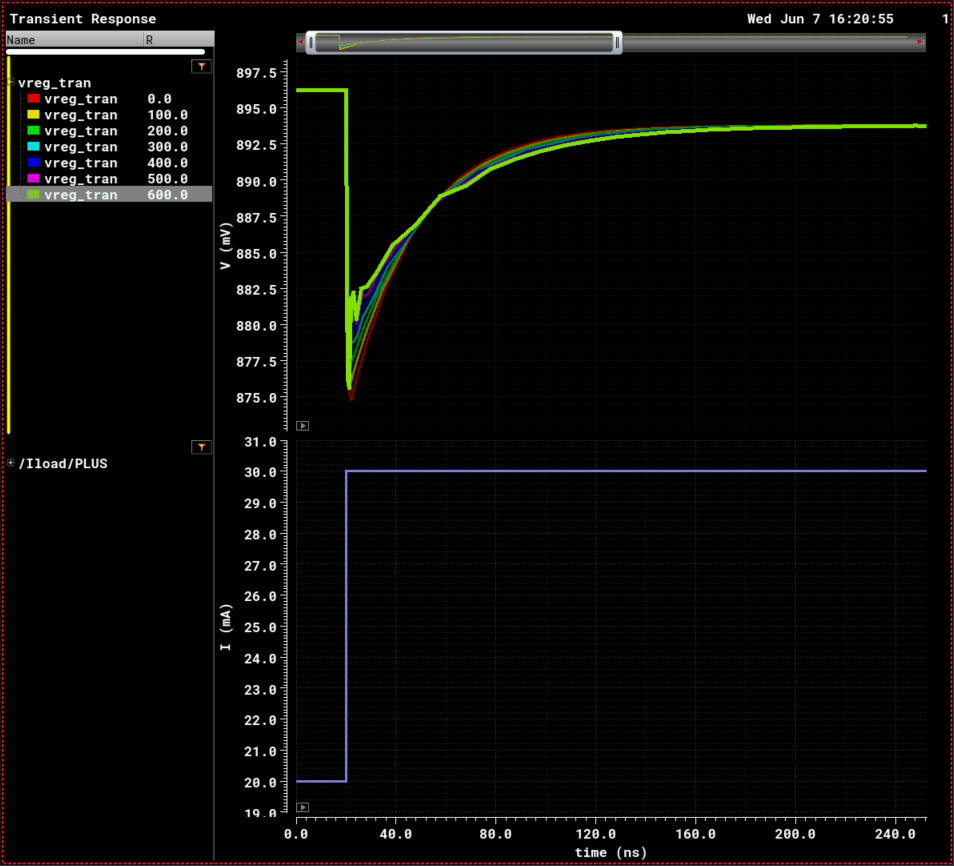 Transient Response
Wed Jun 7 16:20:55 1
Name R
vreg_tran
vreg_tran 0.0
vreg_tran 100.0
vreg_tran 200.0
vreg_tran 300.0
vreg_tran 400.0
vreg_tran 500.0
vreg_tran 600.0
/Iload/PLUS
897.5
895.0
892.5
890.0
887.5
885.0
882.5
880.0
877.5
875.0
V (mV)
31.0
30.0
29.0
28.0
27.0
26.0
25.0
24.0
23.0
22.0
21.0
20.0
19.0
I (mA)
0.0 40.0 80.0 120.0 160.0 200.0 240.0
time (ns)